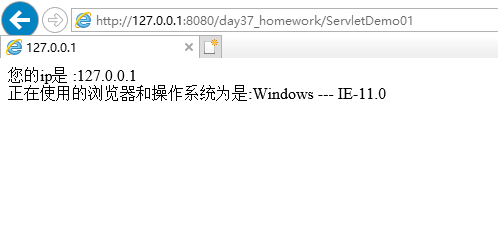 http://127.0.0.1:8080/day37_homework/ServletDemo01
127.0.0.1
您的ip是 :127.0.0.1
正在使用的浏览器和操作系统为是:Windows --- IE-11.0